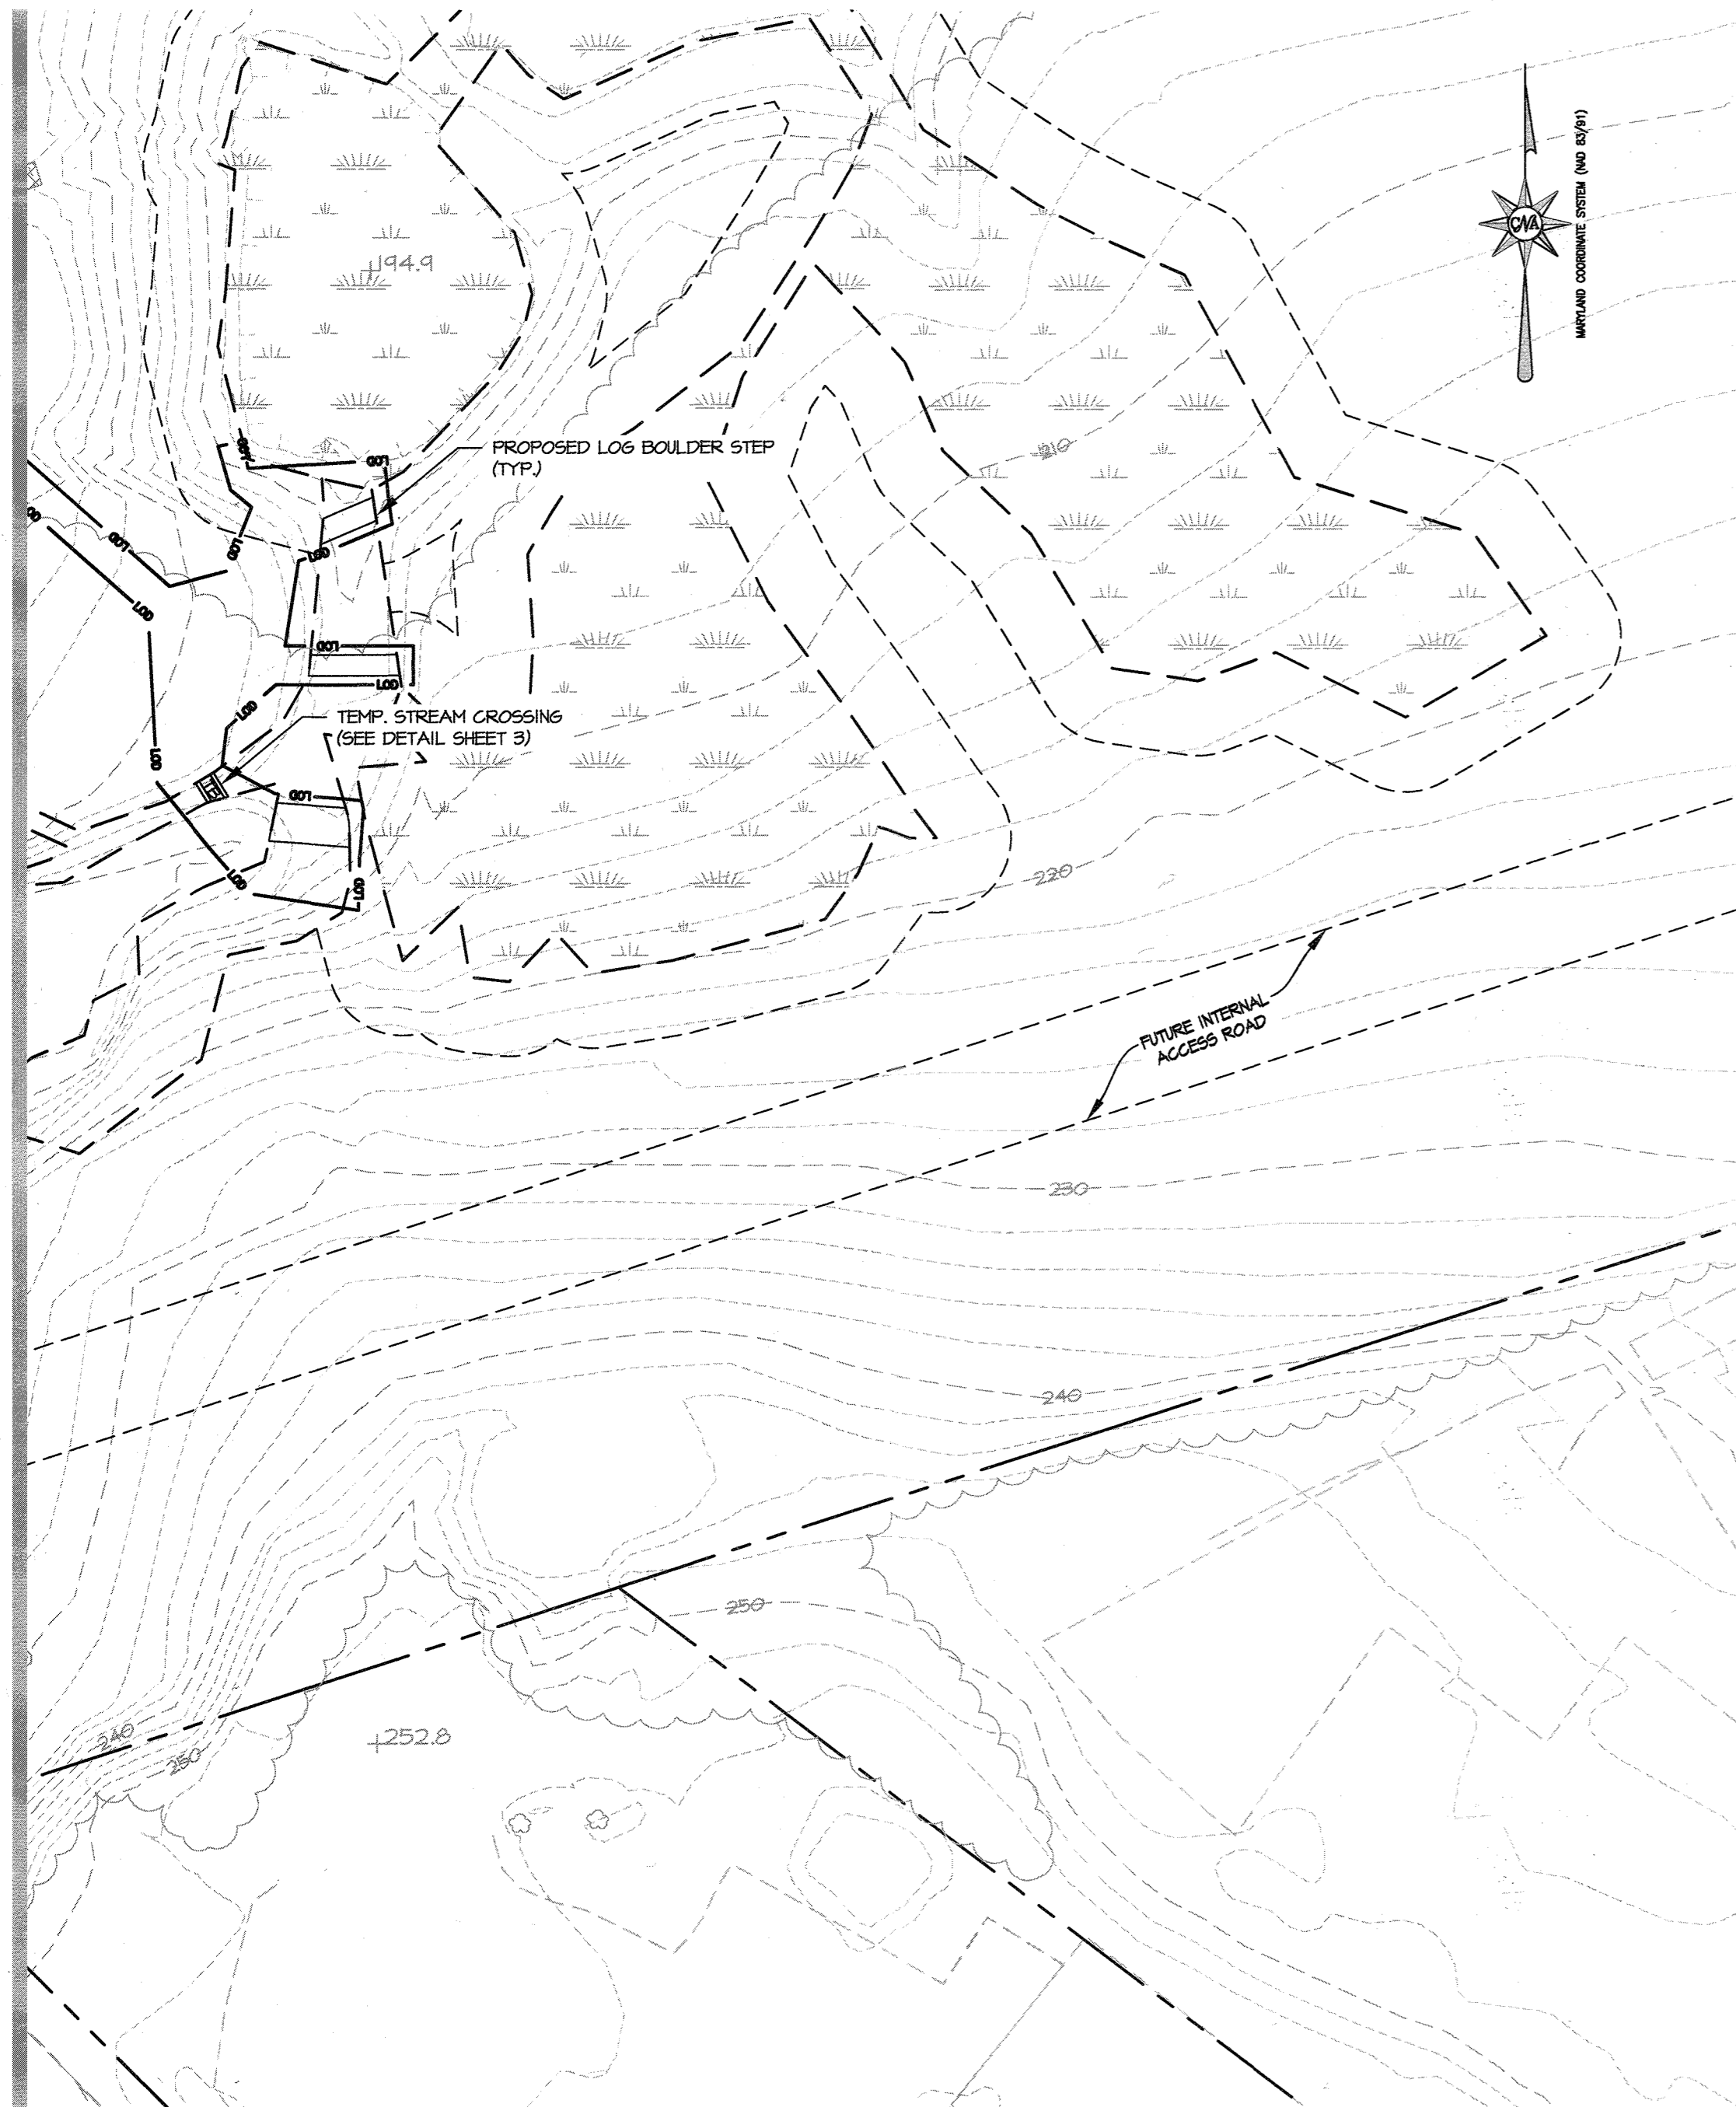 MARYLAND COORDINATE SYSTEM (NAD 83/91)
CNA
194.9
PROPOSED LOG BOULDER STEP
(TYP.)
210
LOD
LOD
LOD
LOD
LOD
LOD
LOD
LOD
LOD
TEMP. STREAM CROSSING
(SEE DETAIL SHEET 3)
LOD
LOD
LOD
LOD
220
FUTURE INTERNAL
ACCESS ROAD
230
240
250
240
250
252.8